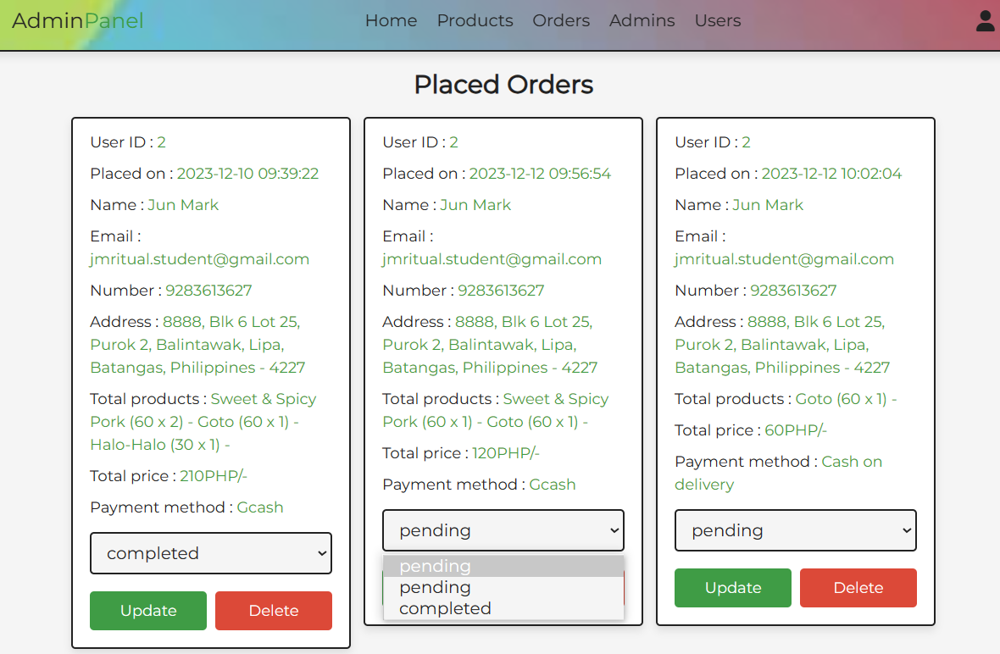 AdminPanel
Home Products Orders Admins Users
Placed Orders
User ID : 2
Placed on : 2023-12-10 09:39:22
Name : Jun Mark
Email :
jmritual.student@gmail.com
Number : 9283613627
Address : 8888, Blk 6 Lot 25,
Purok 2, Balintawak, Lipa,
Batangas, Philippines - 4227
Total products : Sweet & Spicy
Pork (60 x 2) - Goto (60 x 1) -
Halo-Halo (30 x 1) -
Total price : 210PHP/-
Payment method : Gcash
completed
Update Delete
User ID : 2
Placed on : 2023-12-12 09:56:54
Name : Jun Mark
Email :
jmritual.student@gmail.com
Number : 9283613627
Address : 8888, Blk 6 Lot 25,
Purok 2, Balintawak, Lipa,
Batangas, Philippines - 4227
Total products : Sweet & Spicy
Pork (60 x 1) - Goto (60 x 1) -
Total price : 120PHP/-
Payment method : Gcash
pending
pending
pending
completed
User ID : 2
Placed on : 2023-12-12 10:02:04
Name : Jun Mark
Email :
jmritual.student@gmail.com
Number : 9283613627
Address : 8888, Blk 6 Lot 25,
Purok 2, Balintawak, Lipa,
Batangas, Philippines - 4227
Total products : Goto (60 x 1) -
Total price : 60PHP/-
Payment method : Cash on
delivery
pending
Update Delete